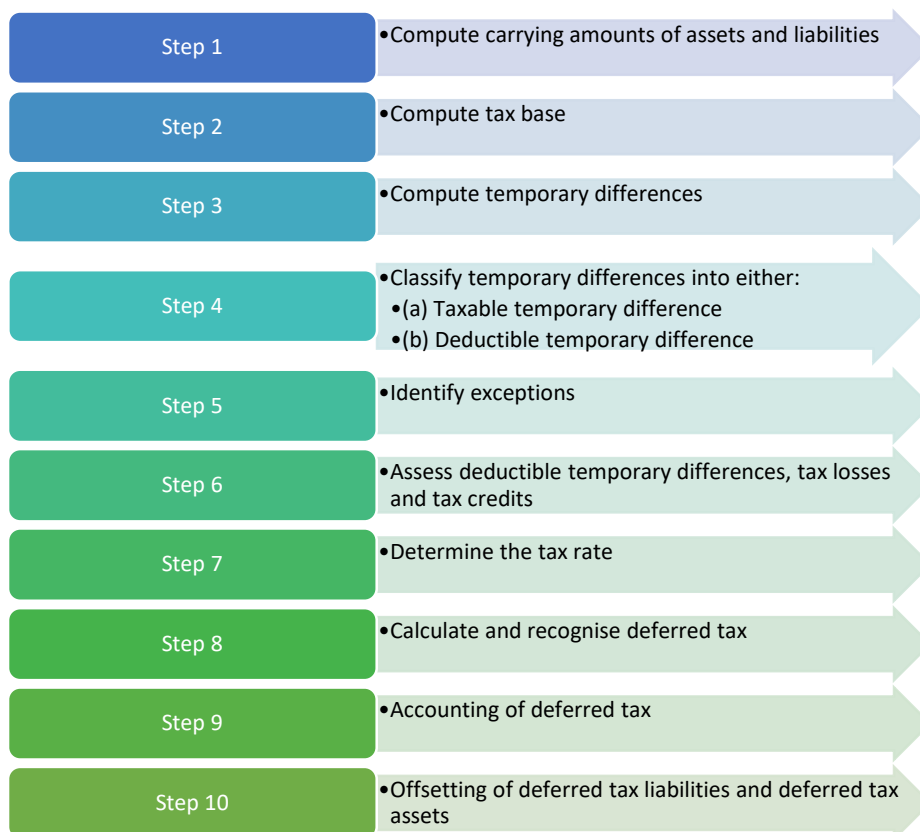 Step 1
•Compute carrying amounts of assets and liabilities
Step 2
•Compute tax base
Step 3
•Compute temporary differences
Step 4
•Classify temporary differences into either:
•(a) Taxable temporary difference
•(b) Deductible temporary difference
Step 5
•Identify exceptions
Step 6
•Assess deductible temporary differences, tax losses
and tax credits
Step 7
•Determine the tax rate
Step 8
•Calculate and recognise deferred tax
Step 9
•Accounting of deferred tax
Step 10
•Offsetting of deferred tax liabilities and deferred tax
assets